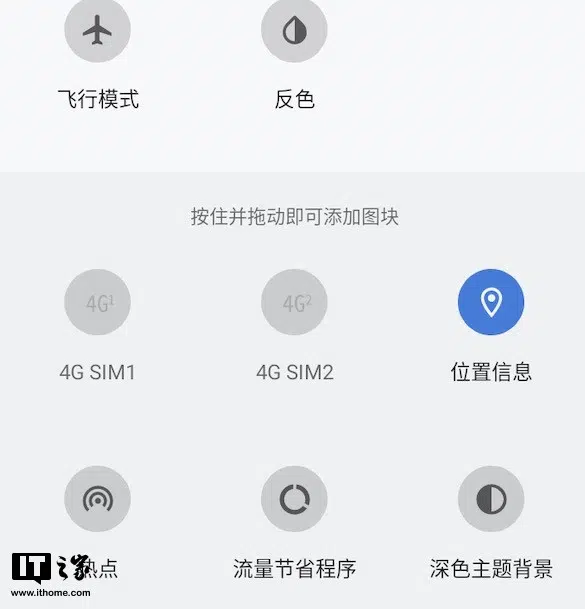 飞行模式
反色
按住并拖动即可添加图块
4G1
4G2
4G SIM1
4G SIM2
位置信息
热点
流量节省程序
深色主题背景
IT之家
www.ithome.com